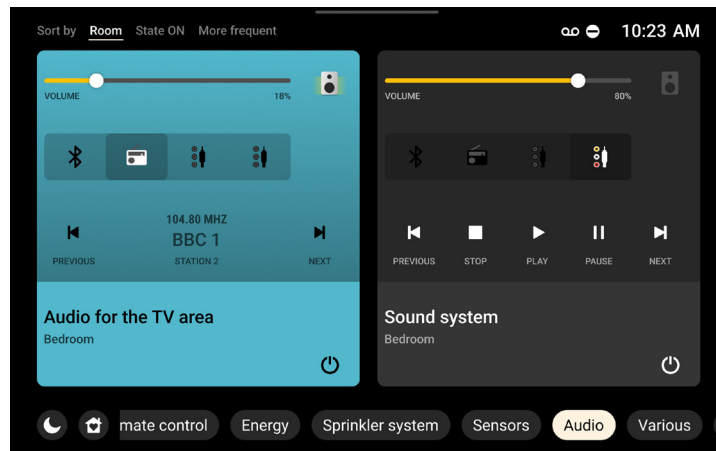 Sort by Room State ON More frequent 10:23 AM
VOLUME 18%
104.80 MHZ
BBC 1
PREVIOUS STATION 2 NEXT
Audio for the TV area
Bedroom
VOLUME 80%
PREVIOUS STOP PLAY PAUSE NEXT
Sound system
Bedroom
mate control Energy Sprinkler system Sensors Audio Various